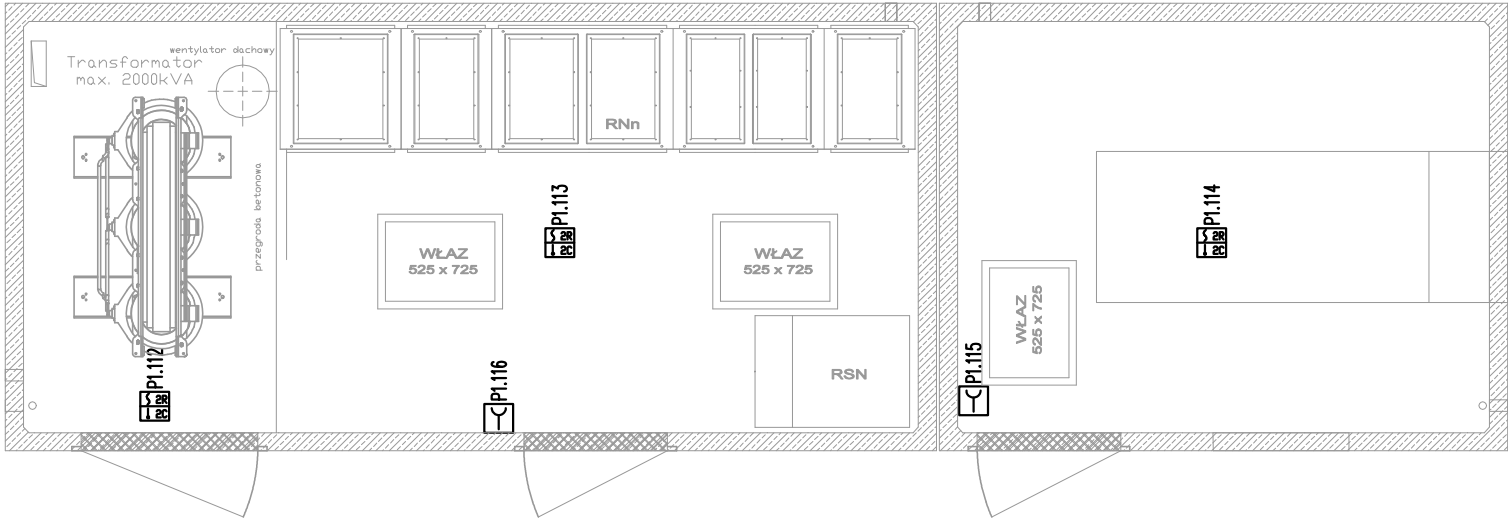 wentylator dachowy
Transformator
max. 2000kVA
przegroda betonowa
RNn
P1.112
2R
2C
P1.113
2R
2C
WŁAZ
525 x 725
WŁAZ
525 x 725
P1.116
RSN
P1.114
2R
2C
WŁAZ
525 x 725
P1.115